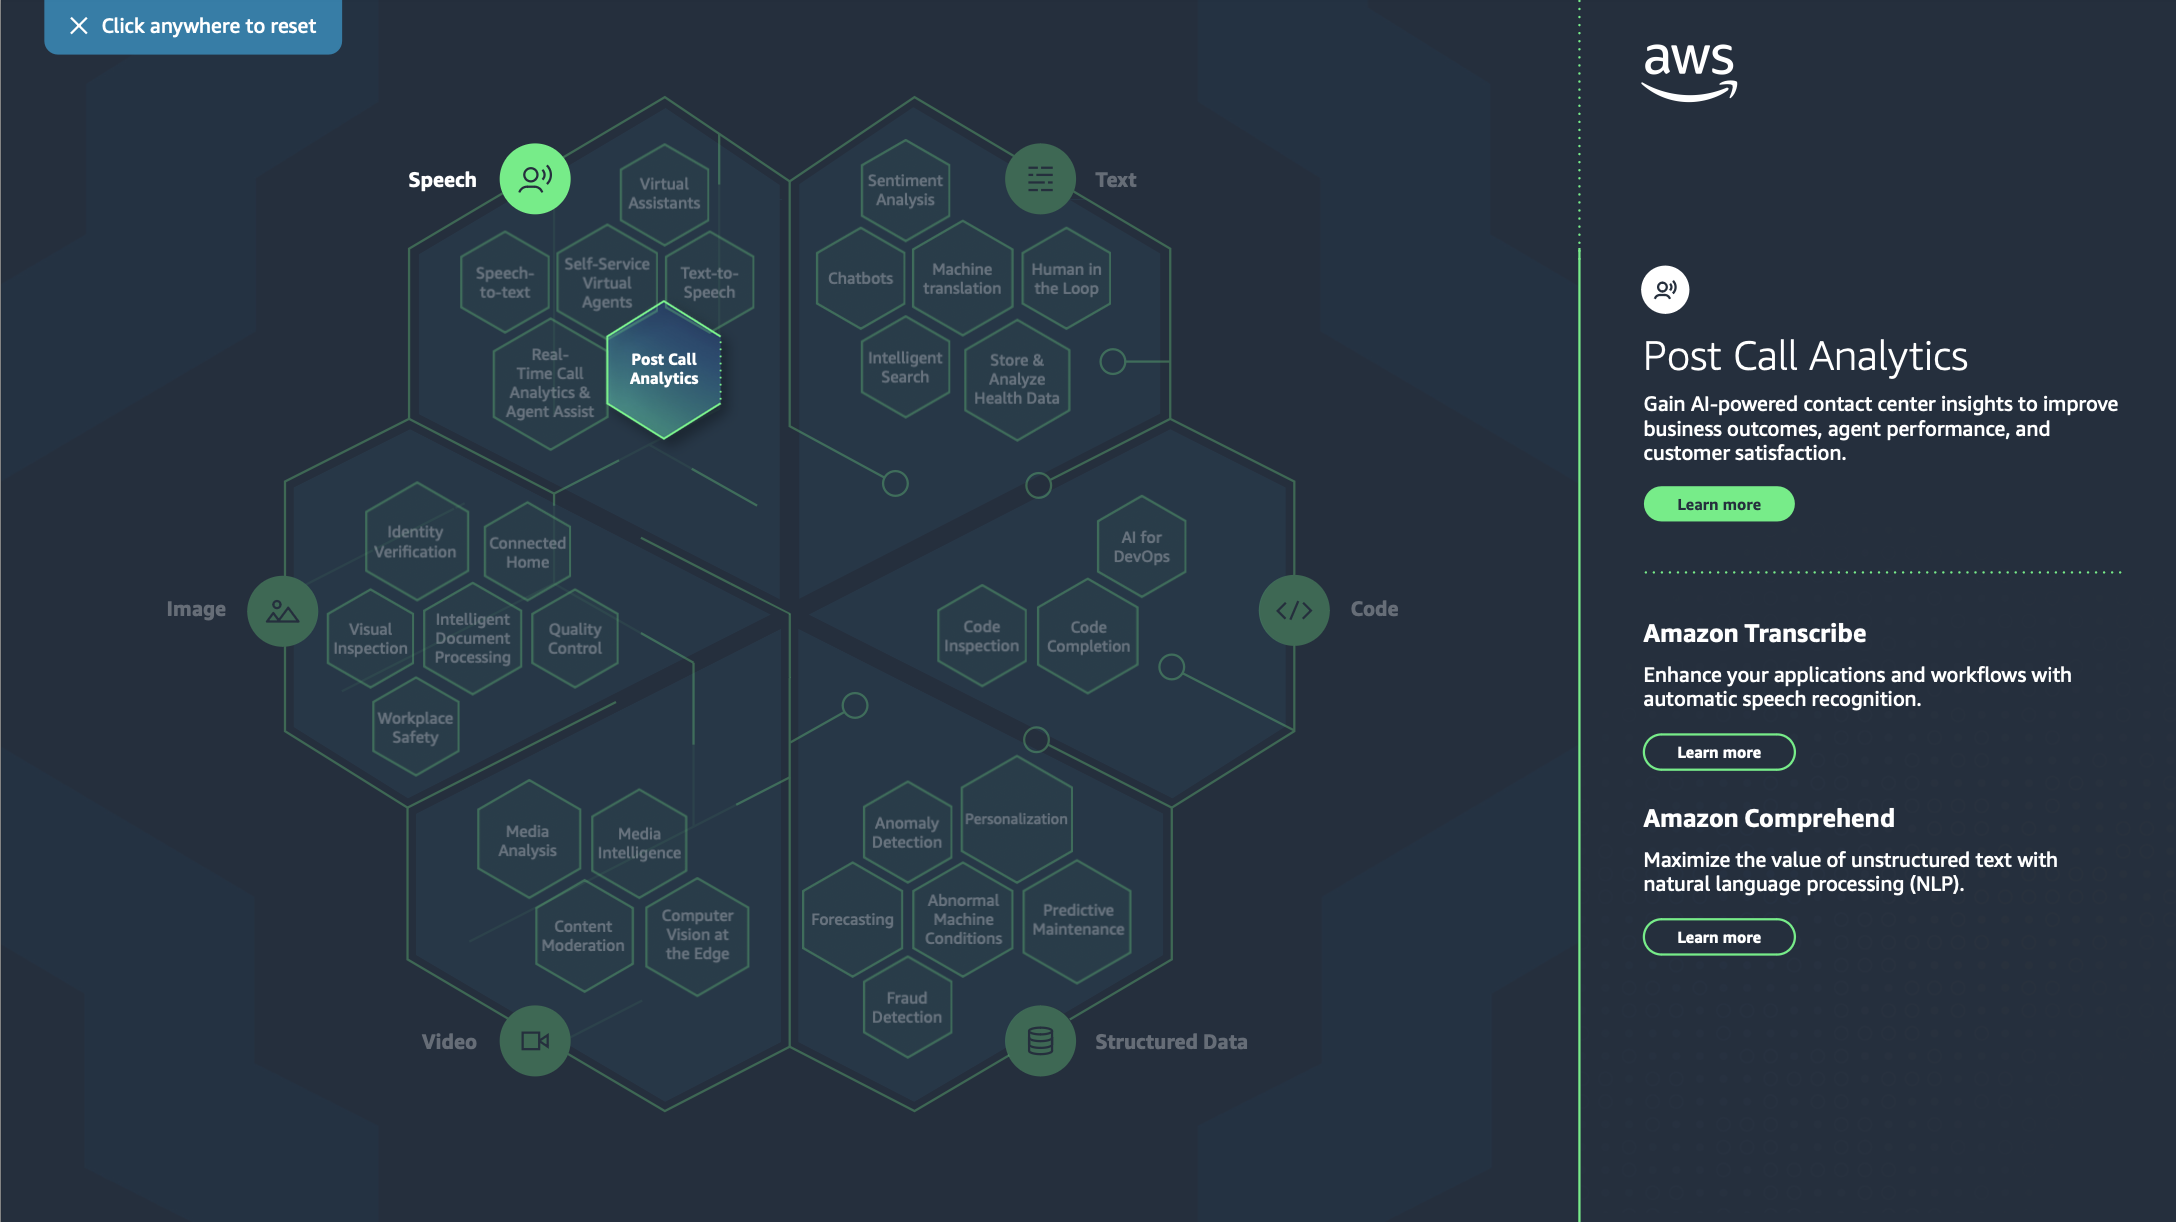 Click anywhere to reset
aws
Speech
Virtual
Assistants
Speech-
to-text
Self-Service
Virtual
Agents
Text-to-
Speech
Real-
Time Call
Analytics &
Agent Assist
Post Call
Analytics
Text
Sentiment
Analysis
Chatbots
Machine
translation
Human in
the Loop
Intelligent
Search
Store &
Analyze
Health Data
Image
Identity
Verification
Connected
Home
Visual
Inspection
Intelligent
Document
Processing
Quality
Control
Workplace
Safety
Code
AI for
DevOps
Code
Inspection
Code
Completion
Video
Media
Analysis
Media
Intelligence
Content
Moderation
Computer
Vision at
the Edge
Structured Data
Anomaly
Detection
Personalization
Forecasting
Abnormal
Machine
Conditions
Predictive
Maintenance
Fraud
Detection
Post Call Analytics
Gain AI-powered contact center insights to improve
business outcomes, agent performance, and
customer satisfaction.
Learn more
Amazon Transcribe
Enhance your applications and workflows with
automatic speech recognition.
Learn more
Amazon Comprehend
Maximize the value of unstructured text with
natural language processing (NLP).
Learn more